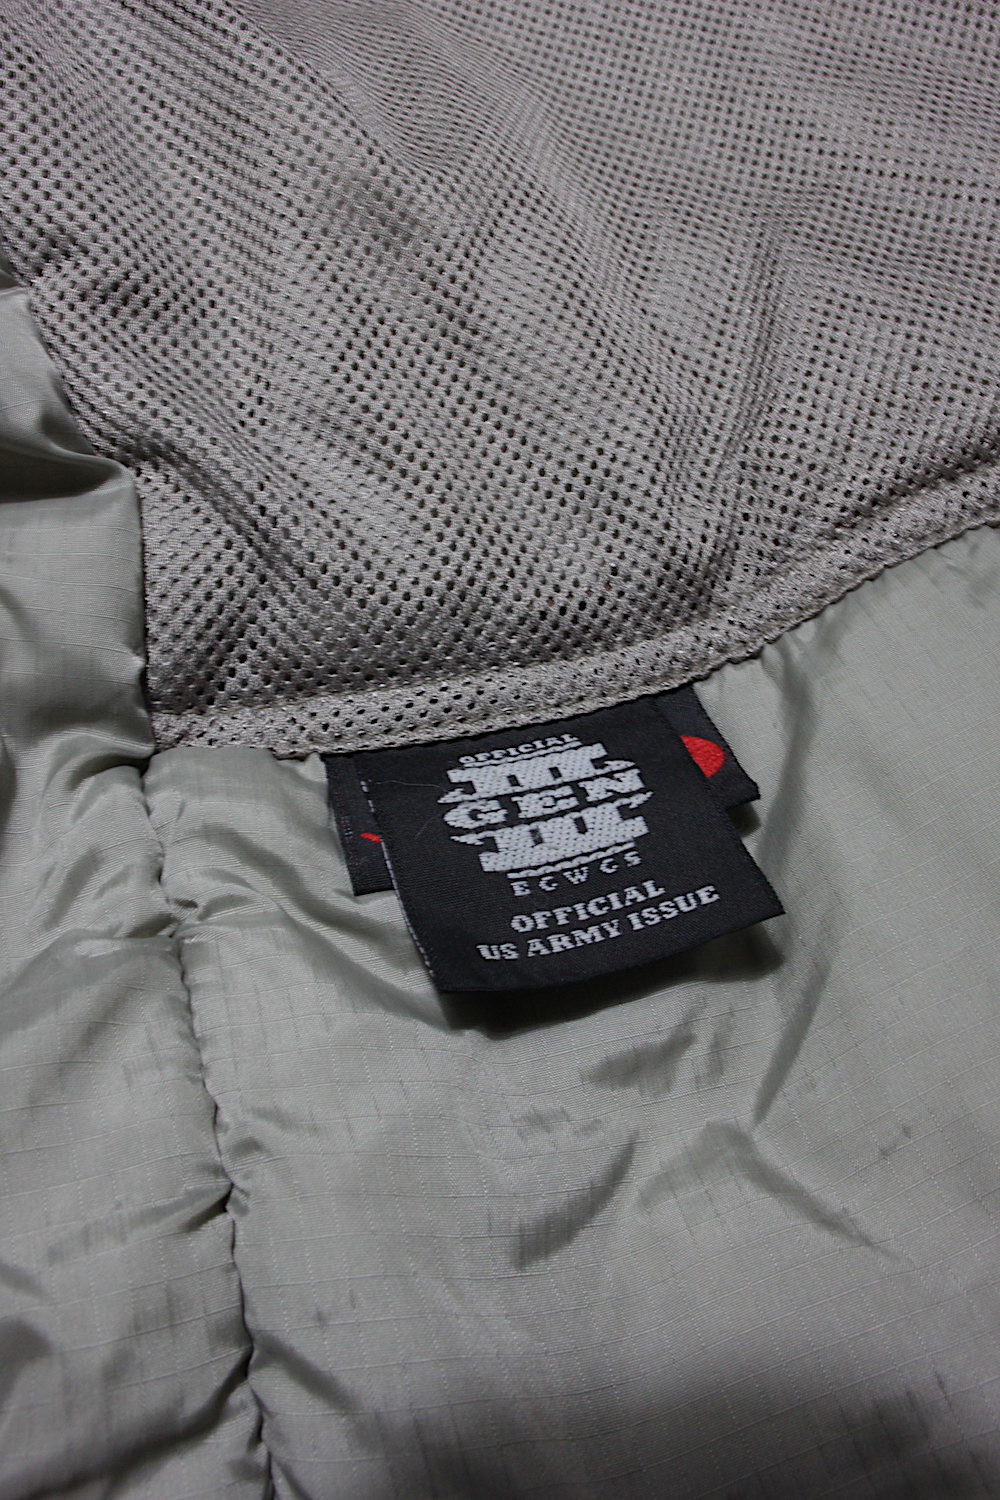 OFFICIAL
III
GEN
III
ECWCS
OFFICIAL
US ARMY ISSUE